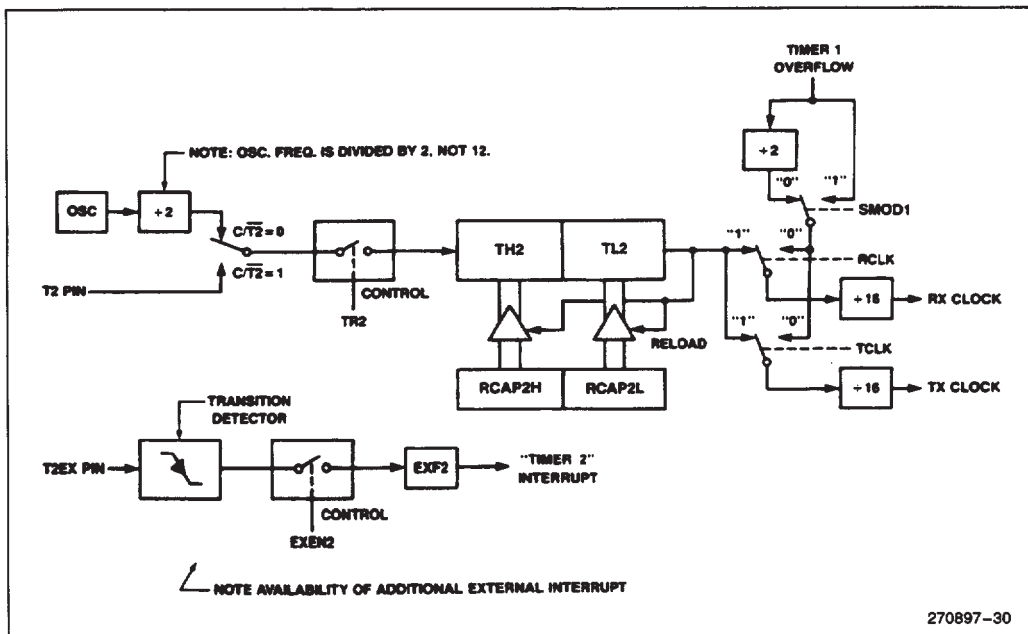 TIMER 1
OVERFLOW
÷2
"0"
"1"
SMOD1
NOTE: OSC. FREQ. IS DIVIDED BY 2, NOT 12.
OSC
÷2
C/T̅2̅ = 0
C/T̅2̅ = 1
T2 PIN
CONTROL
TR2
TH2
TL2
RELOAD
RCAP2H
RCAP2L
"1"
"0"
RCLK
÷16
RX CLOCK
"1"
"0"
TCLK
÷16
TX CLOCK
TRANSITION
DETECTOR
T2EX PIN
CONTROL
EXEN2
EXF2
"TIMER 2"
INTERRUPT
NOTE AVAILABILITY OF ADDITIONAL EXTERNAL INTERRUPT
270897–30